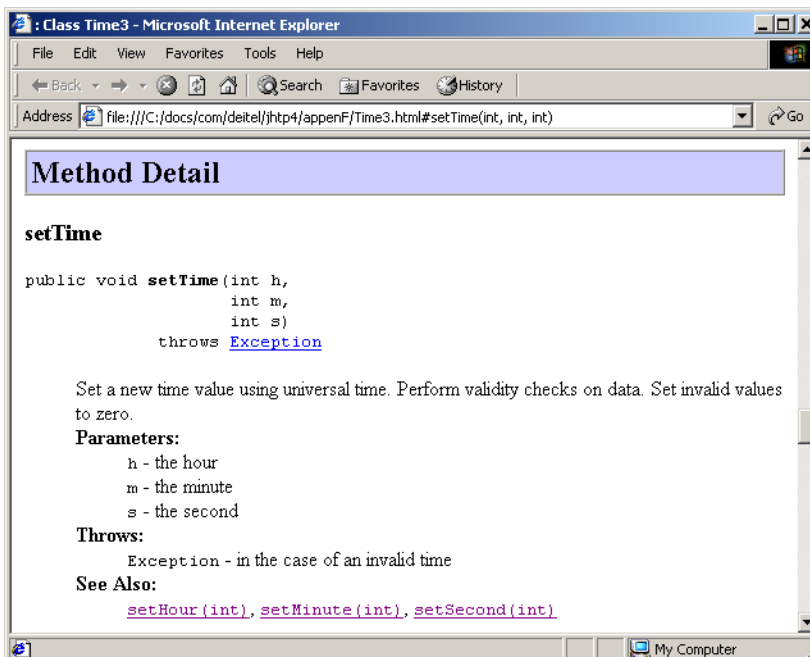 : Class Time3 - Microsoft Internet Explorer
File Edit View Favorites Tools Help
Back Search Favorites History
Address file:///C:/docs/com/deitel/jhtp4/appenF/Time3.html#setTime(int, int, int) Go
Method Detail
setTime
public void setTime(int h,
int m,
int s)
throws Exception
Set a new time value using universal time. Perform validity checks on data. Set invalid values
to zero.
Parameters:
h - the hour
m - the minute
s - the second
Throws:
Exception - in the case of an invalid time
See Also:
setHour(int), setMinute(int), setSecond(int)
My Computer